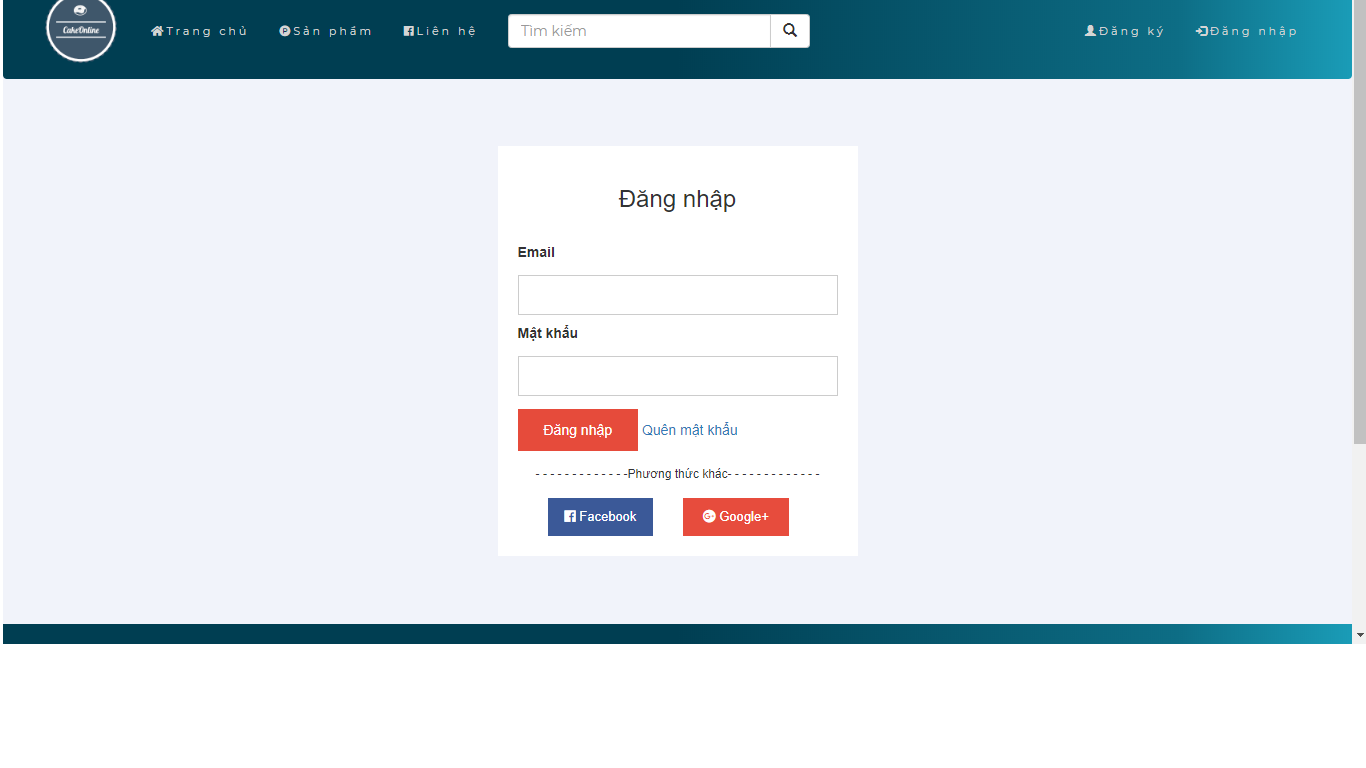 CakeOnline
Trang chủ Sản phẩm Liên hệ Tìm kiếm Đăng ký Đăng nhập
Đăng nhập
Email
Mật khẩu
Đăng nhập Quên mật khẩu
- - - - - - - - - - - - -Phương thức khác- - - - - - - - - - - - -
Facebook Google+